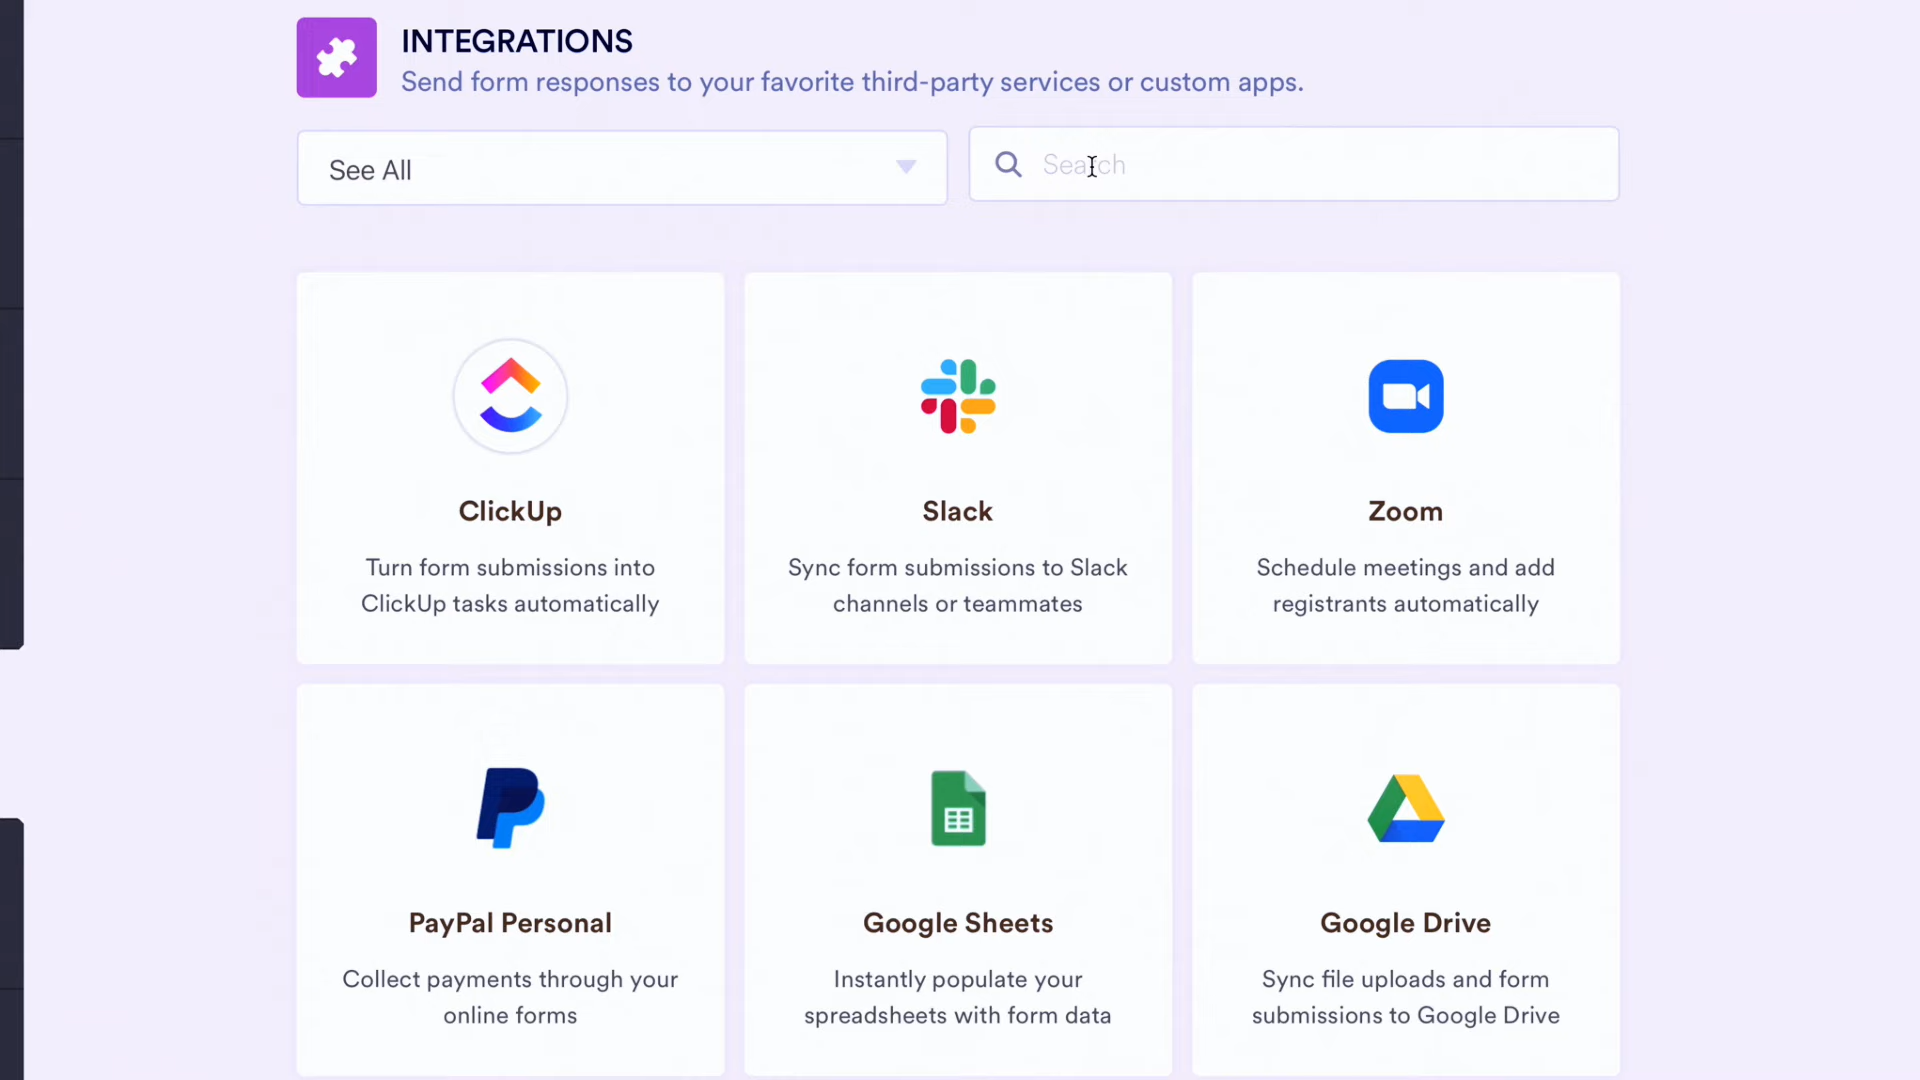 INTEGRATIONS
Send form responses to your favorite third-party services or custom apps.
See All
Search
ClickUp
Turn form submissions into
ClickUp tasks automatically
Slack
Sync form submissions to Slack
channels or teammates
Zoom
Schedule meetings and add
registrants automatically
PayPal Personal
Collect payments through your
online forms
Google Sheets
Instantly populate your
spreadsheets with form data
Google Drive
Sync file uploads and form
submissions to Google Drive